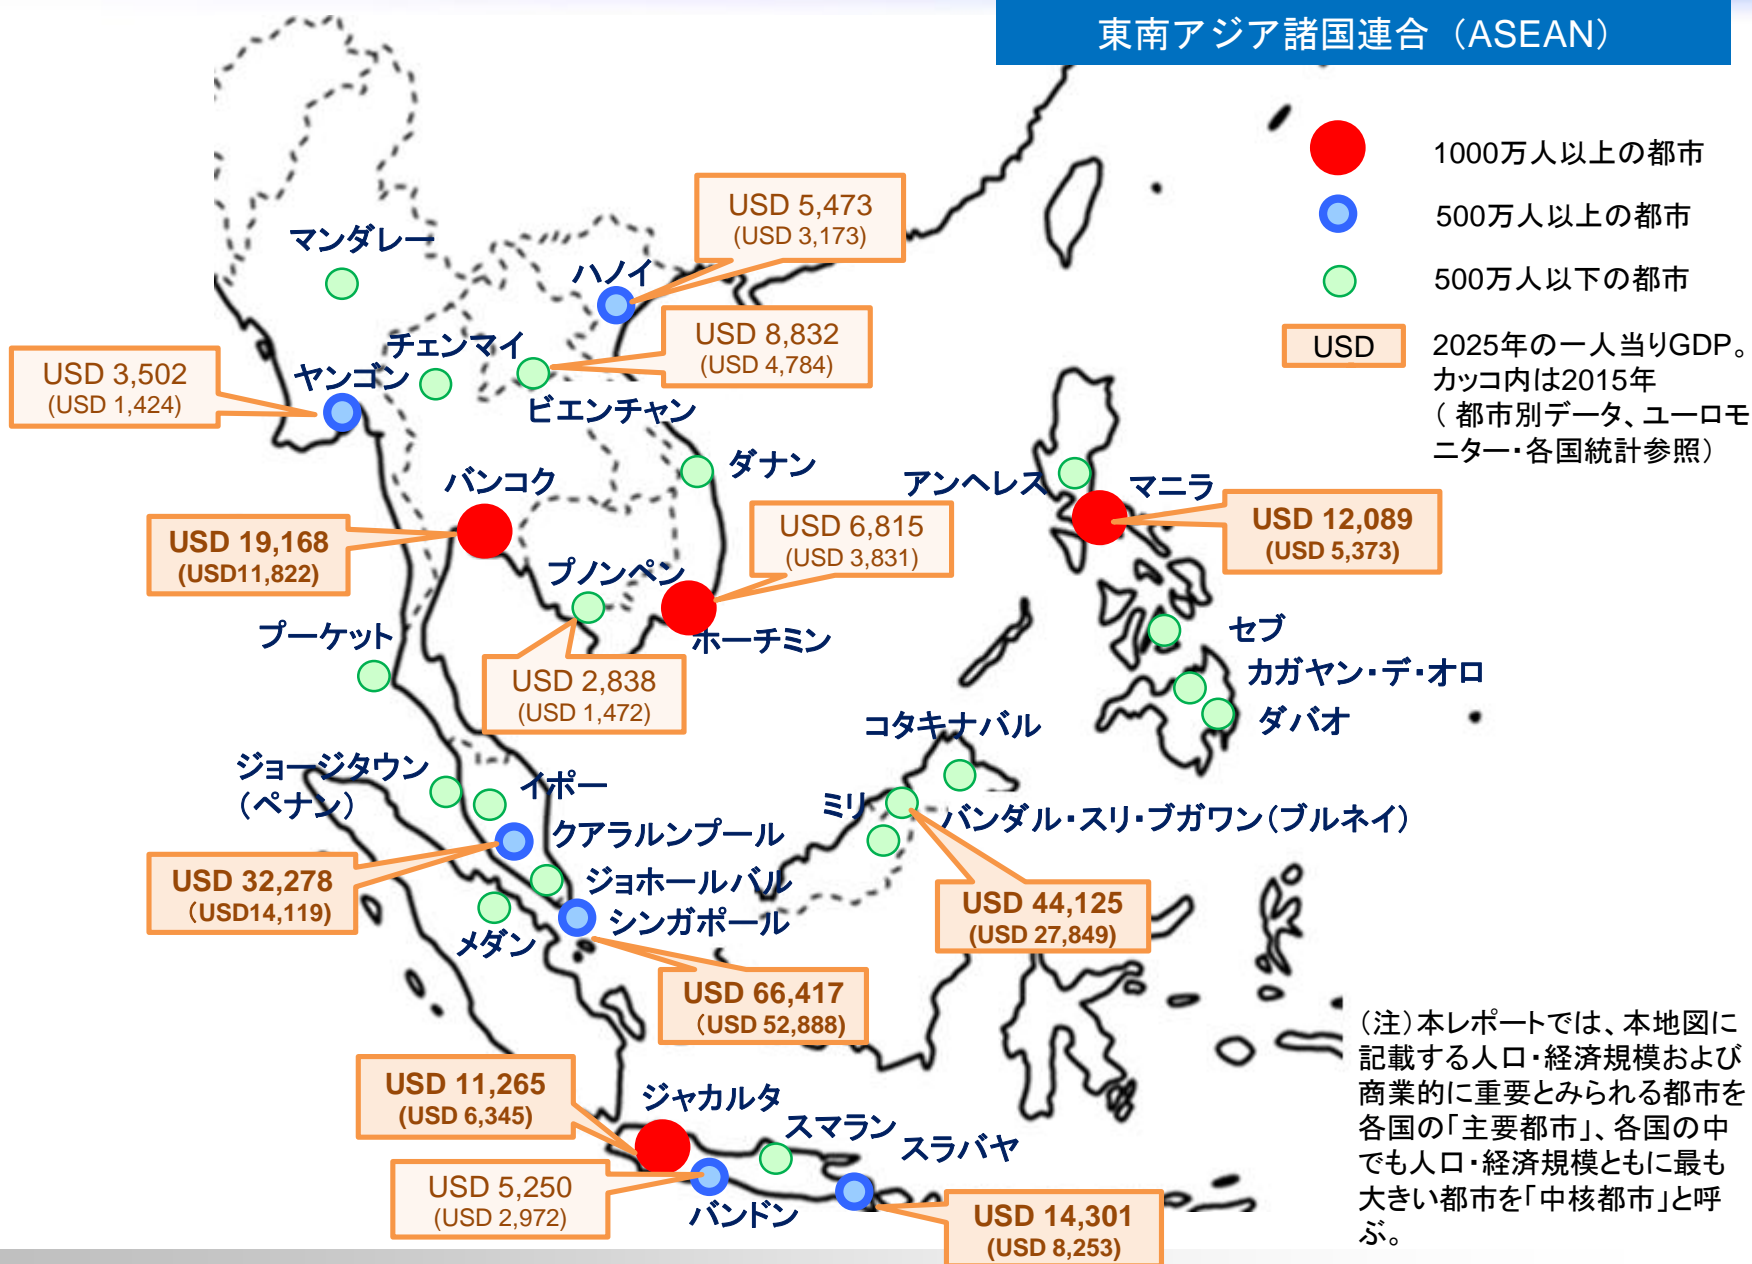 東南アジア諸国連合（ASEAN）
1000万人以上の都市
500万人以上の都市
500万人以下の都市
USD
2025年の一人当りGDP。
カッコ内は2015年
（都市別データ、ユーロモ
ニター・各国統計参照）
USD 5,473
(USD 3,173)
マンダレー
ハノイ
USD 8,832
(USD 4,784)
チェンマイ
USD 3,502
(USD 1,424)
ヤンゴン
ビエンチャン
ダナン
アンヘレス
マニラ
バンコク
USD 12,089
(USD 5,373)
USD 6,815
(USD 3,831)
USD 19,168
(USD11,822)
プノンペン
プーケット
ホーチミン
セブ
カガヤン・デ・オロ
USD 2,838
(USD 1,472)
ダバオ
コタキナバル
ジョージタウン
（ペナン）
イポー
ミリ
バンダル・スリ・ブガワン（ブルネイ）
クアラルンプール
USD 32,278
（USD14,119)
ジョホールバル
USD 44,125
(USD 27,849)
シンガポール
メダン
USD 66,417
（USD 52,888)
（注）本レポートでは、本地図に
記載する人口・経済規模および
商業的に重要とみられる都市を
各国の「主要都市」、各国の中
でも人口・経済規模ともに最も
大きい都市を「中核都市」と呼
ぶ。
USD 11,265
(USD 6,345)
ジャカルタ
スマラン
スラバヤ
USD 5,250
(USD 2,972)
バンドン
USD 14,301
(USD 8,253)